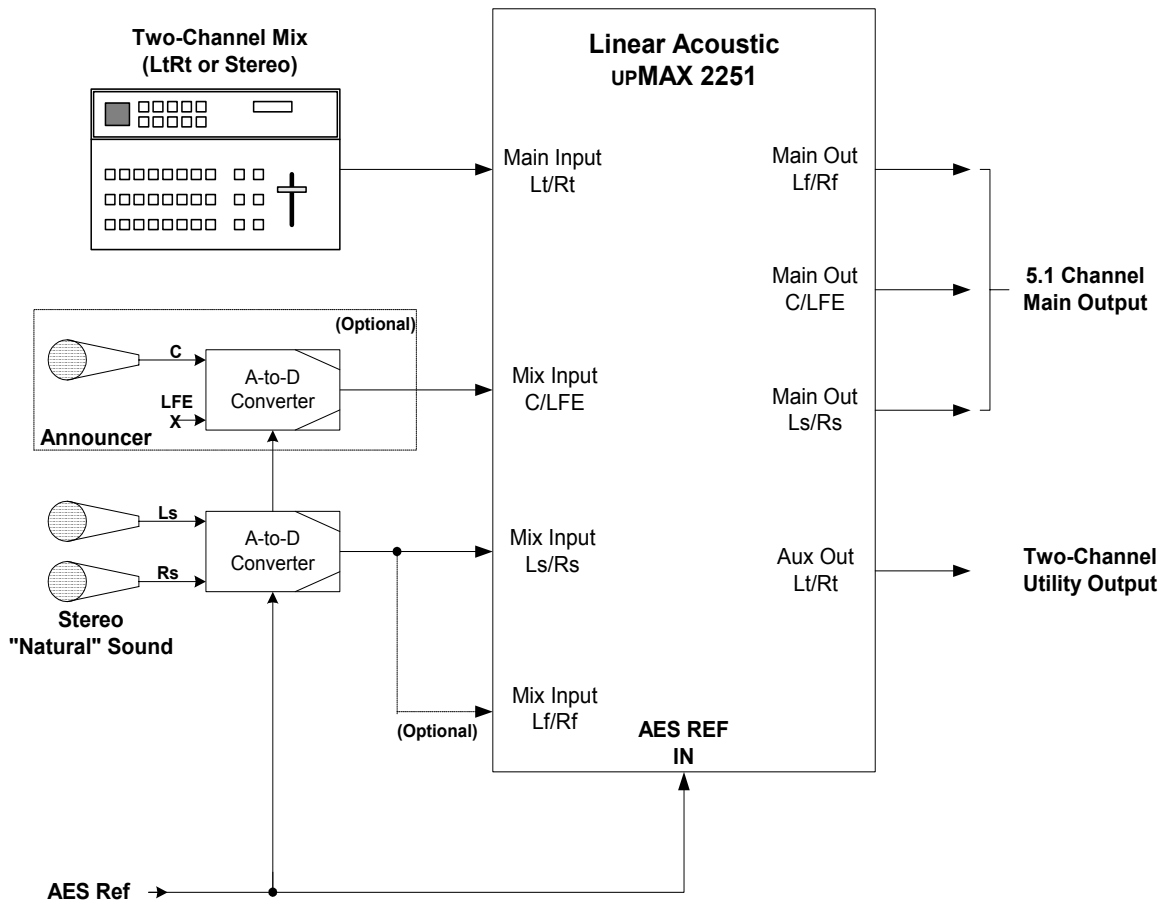 Two-Channel Mix
(LtRt or Stereo)
Linear Acoustic
UPMAX 2251
Main Input
Lt/Rt
Main Out
Lf/Rf
Main Out
C/LFE
5.1 Channel
Main Output
(Optional)
C
A-to-D
Converter
LFE
X
Announcer
Mix Input
C/LFE
Main Out
Ls/Rs
Ls
Rs
A-to-D
Converter
Stereo
"Natural" Sound
Mix Input
Ls/Rs
Aux Out
Lt/Rt
Two-Channel
Utility Output
(Optional)
Mix Input
Lf/Rf
AES REF
IN
AES Ref